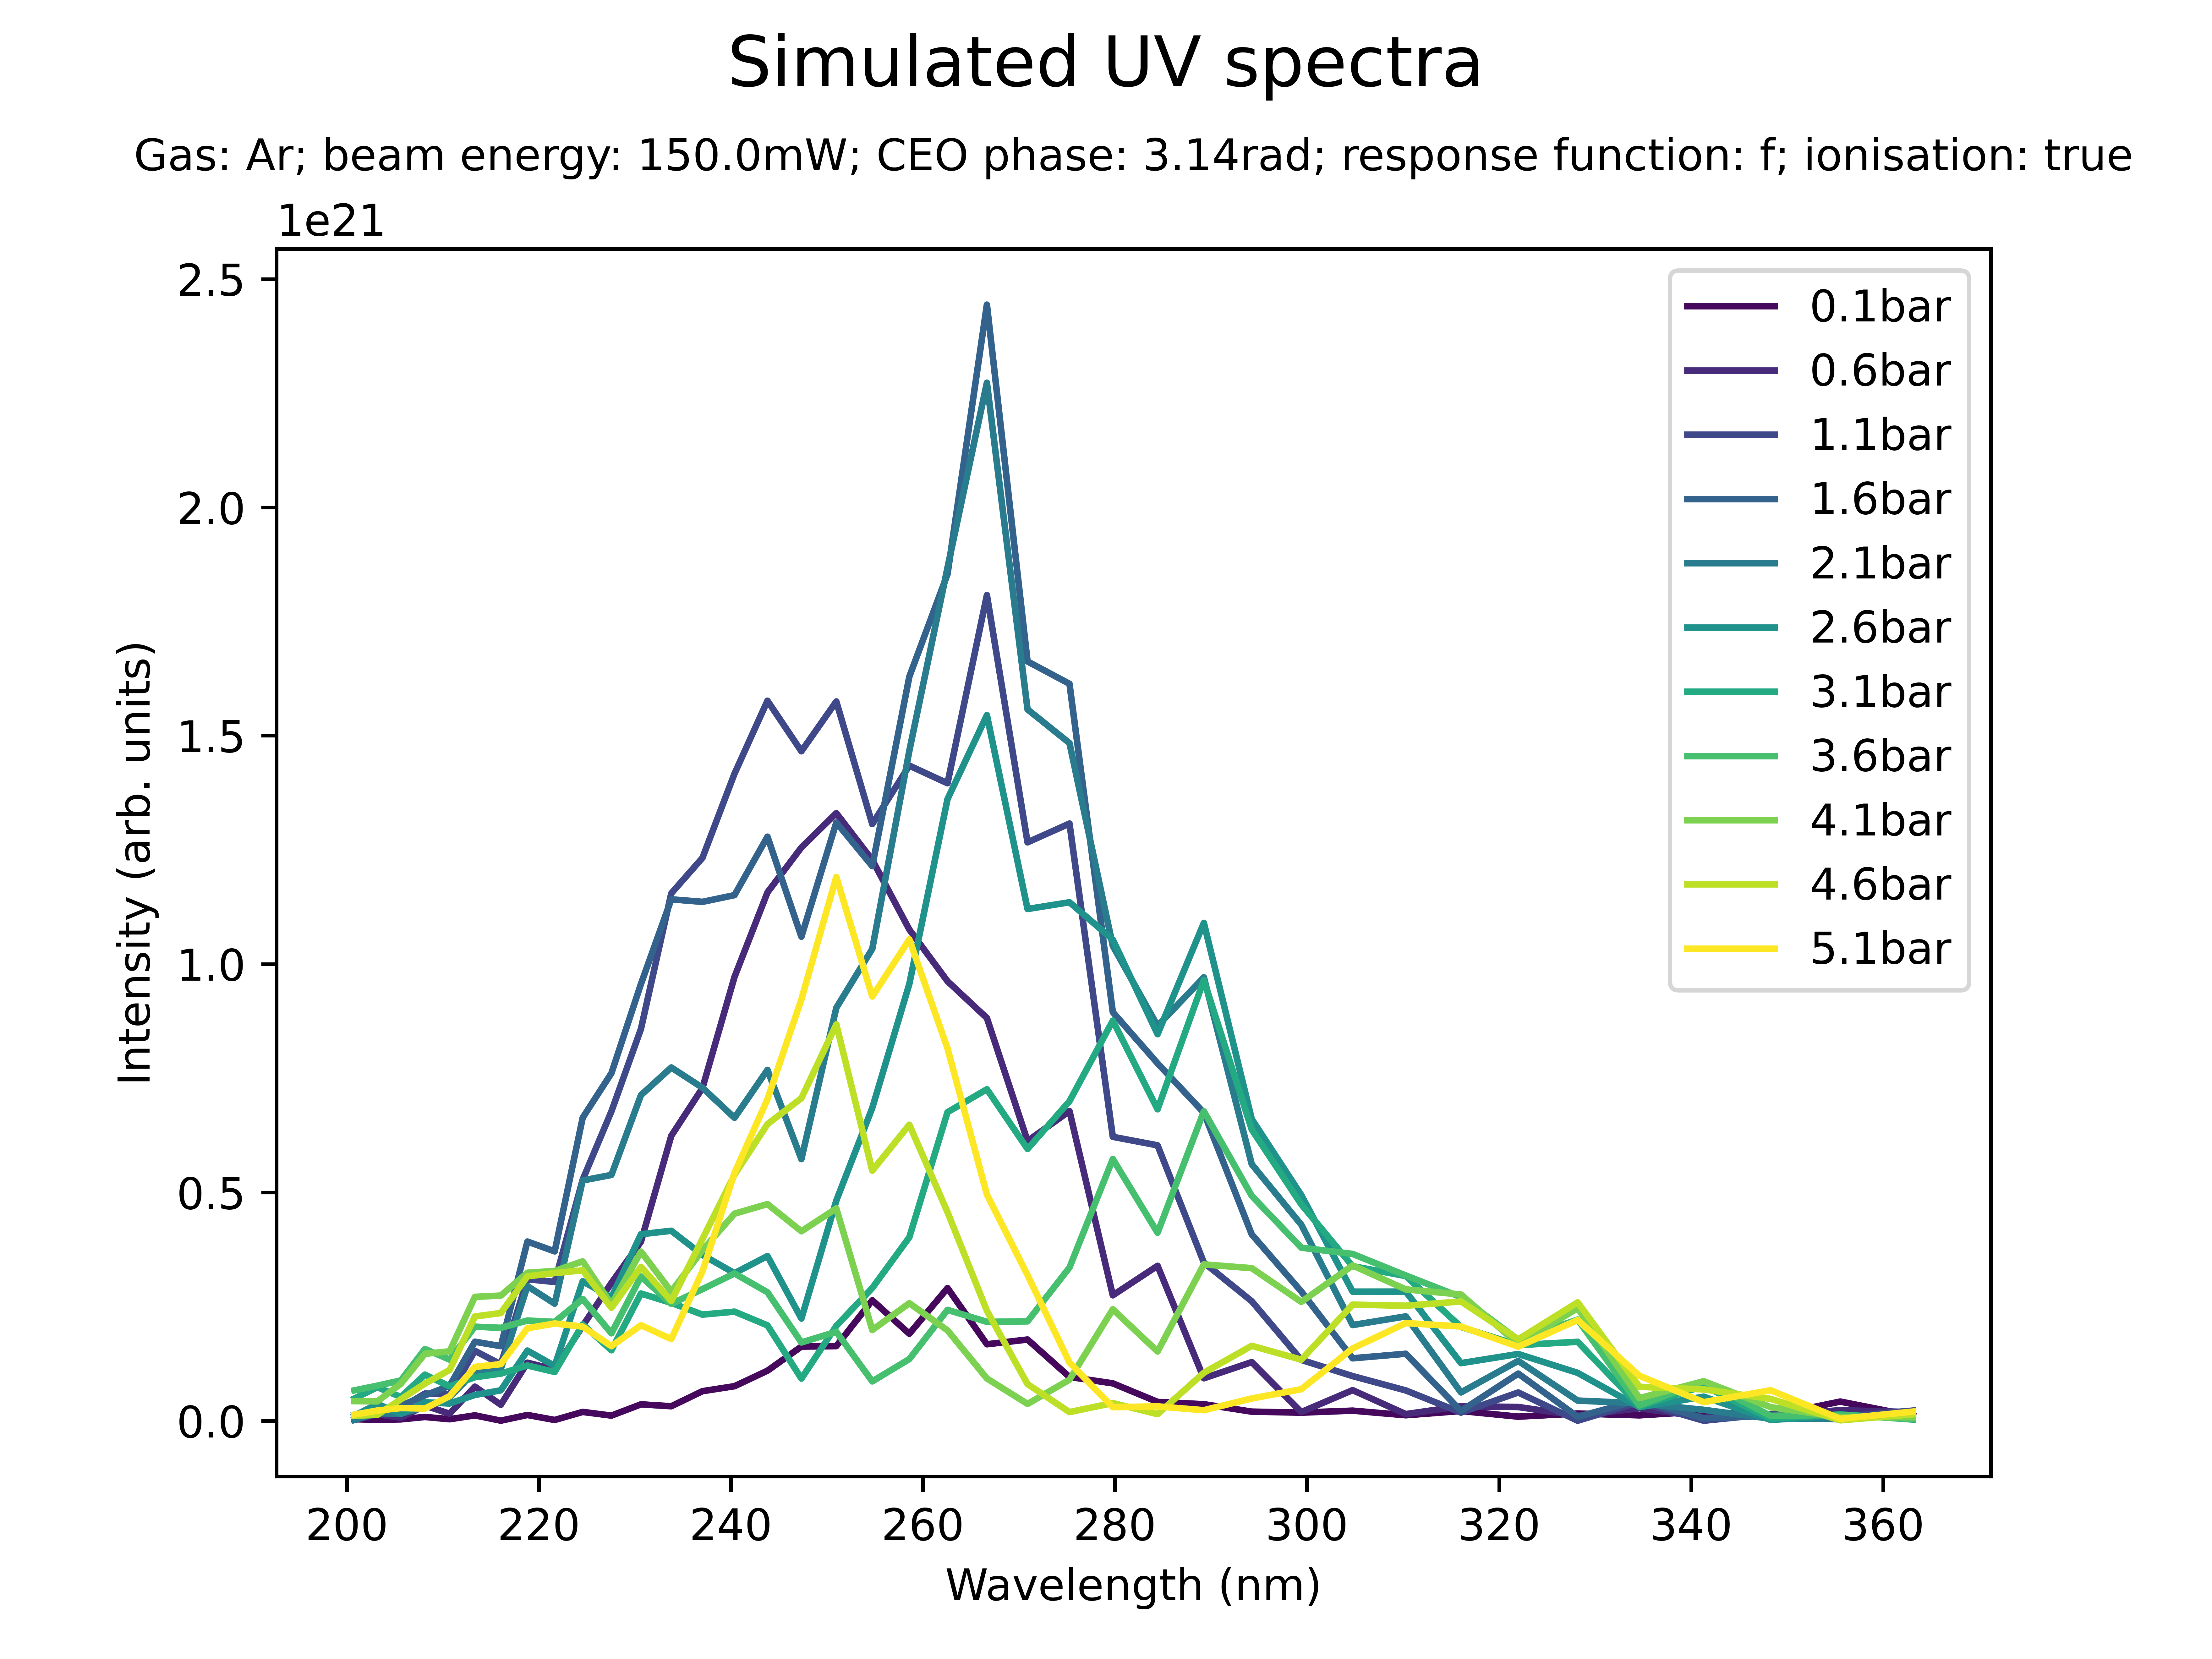 Simulated UV spectra
Gas: Ar; beam energy: 150.0mW; CEO phase: 3.14rad; response function: f; ionisation: true
1e21
2.5
2.0
1.5
1.0
0.5
0.0
Intensity (arb. units)
0.1bar
0.6bar
1.1bar
1.6bar
2.1bar
2.6bar
3.1bar
3.6bar
4.1bar
4.6bar
5.1bar
200 220 240 260 280 300 320 340 360
Wavelength (nm)